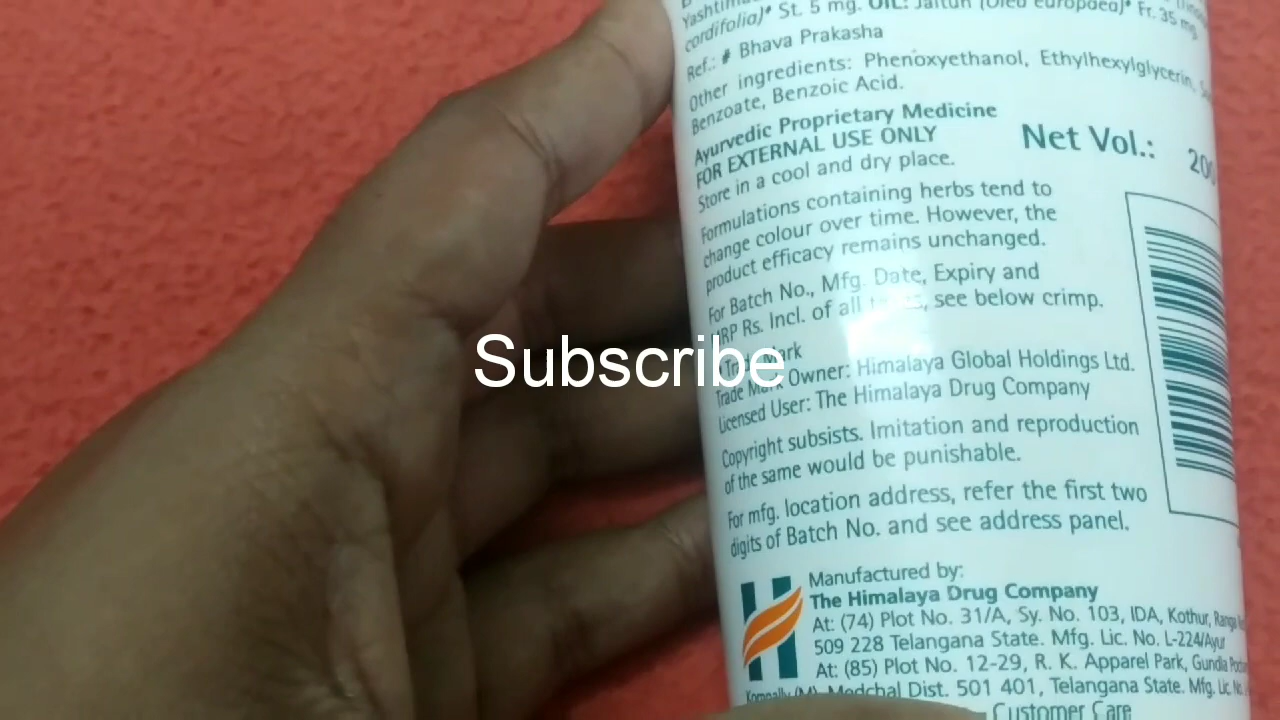 cordifolia)* St. 5 mg. OIL: Jaitun (Olea europaea)* Fr. 35 mg.
Ref.: # Bhava Prakasha
Other ingredients: Phenoxyethanol, Ethylhexylglycerin,
Benzoate, Benzoic Acid.
Ayurvedic Proprietary Medicine
FOR EXTERNAL USE ONLY
Store in a cool and dry place.
Net Vol.: 200
Formulations containing herbs tend to
change colour over time. However, the
product efficacy remains unchanged.
For Batch No., Mfg. Date, Expiry and
MRP Rs. Incl. of all see below crimp.
Subscribe
Trade Mark Owner: Himalaya Global Holdings Ltd.
Licensed User: The Himalaya Drug Company
Copyright subsists. Imitation and reproduction
of the same would be punishable.
For mfg. location address, refer the first two
digits of Batch No. and see address panel.
Manufactured by:
The Himalaya Drug Company
At: (74) Plot No. 31/A, Sy. No. 103, IDA, Kothur,
509 228 Telangana State. Mfg. Lic. No. L-224/Ayur
At: (85) Plot No. 12-29, R. K. Apparel Park, Gundla
Medchal Dist. 501 401, Telangana State. Mfg. Lic. No.
Customer Care